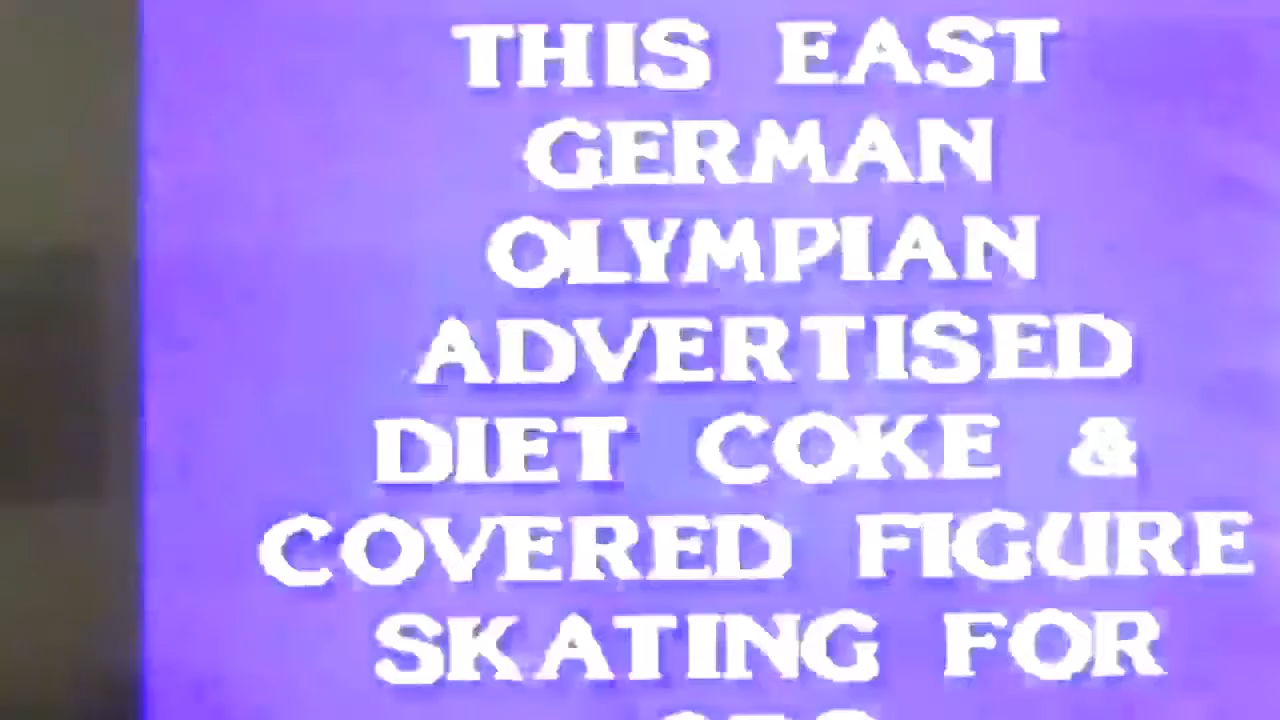 THIS EAST
GERMAN
OLYMPIAN
ADVERTISED
DIET COKE &
COVERED FIGURE
SKATING FOR